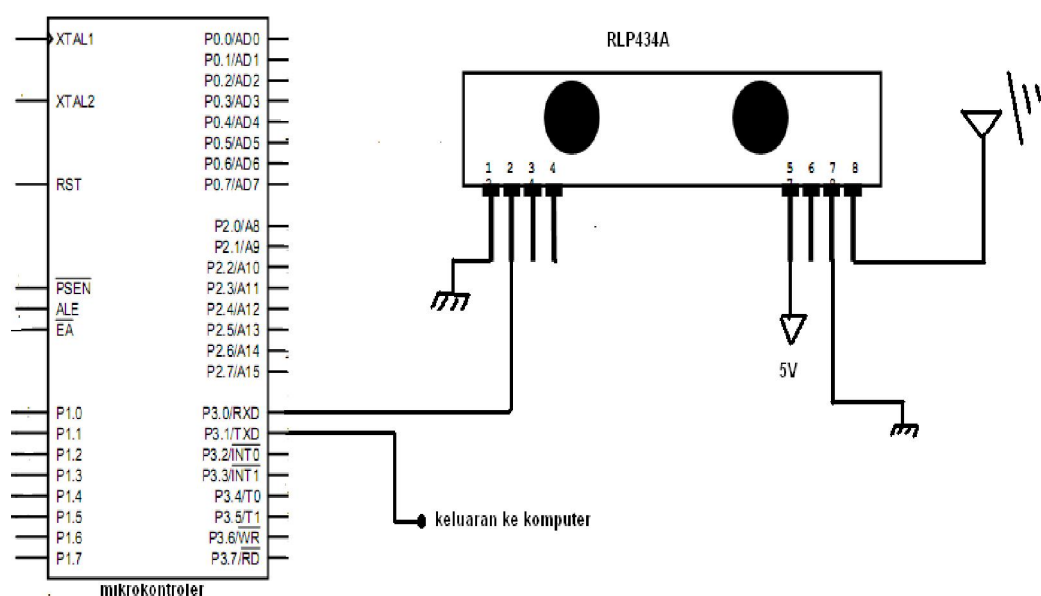 XTAL1
XTAL2
RST
PSEN
ALE
EA
P1.0
P1.1
P1.2
P1.3
P1.4
P1.5
P1.6
P1.7
P0.0/AD0
P0.1/AD1
P0.2/AD2
P0.3/AD3
P0.4/AD4
P0.5/AD5
P0.6/AD6
P0.7/AD7
P2.0/A8
P2.1/A9
P2.2/A10
P2.3/A11
P2.4/A12
P2.5/A13
P2.6/A14
P2.7/A15
P3.0/RXD
P3.1/TXD
P3.2/INT0
P3.3/INT1
P3.4/T0
P3.5/T1
P3.6/WR
P3.7/RD
mikrokontroler
RLP434A
1 2 3 4 5 6 7 8
5V
keluaran ke komputer